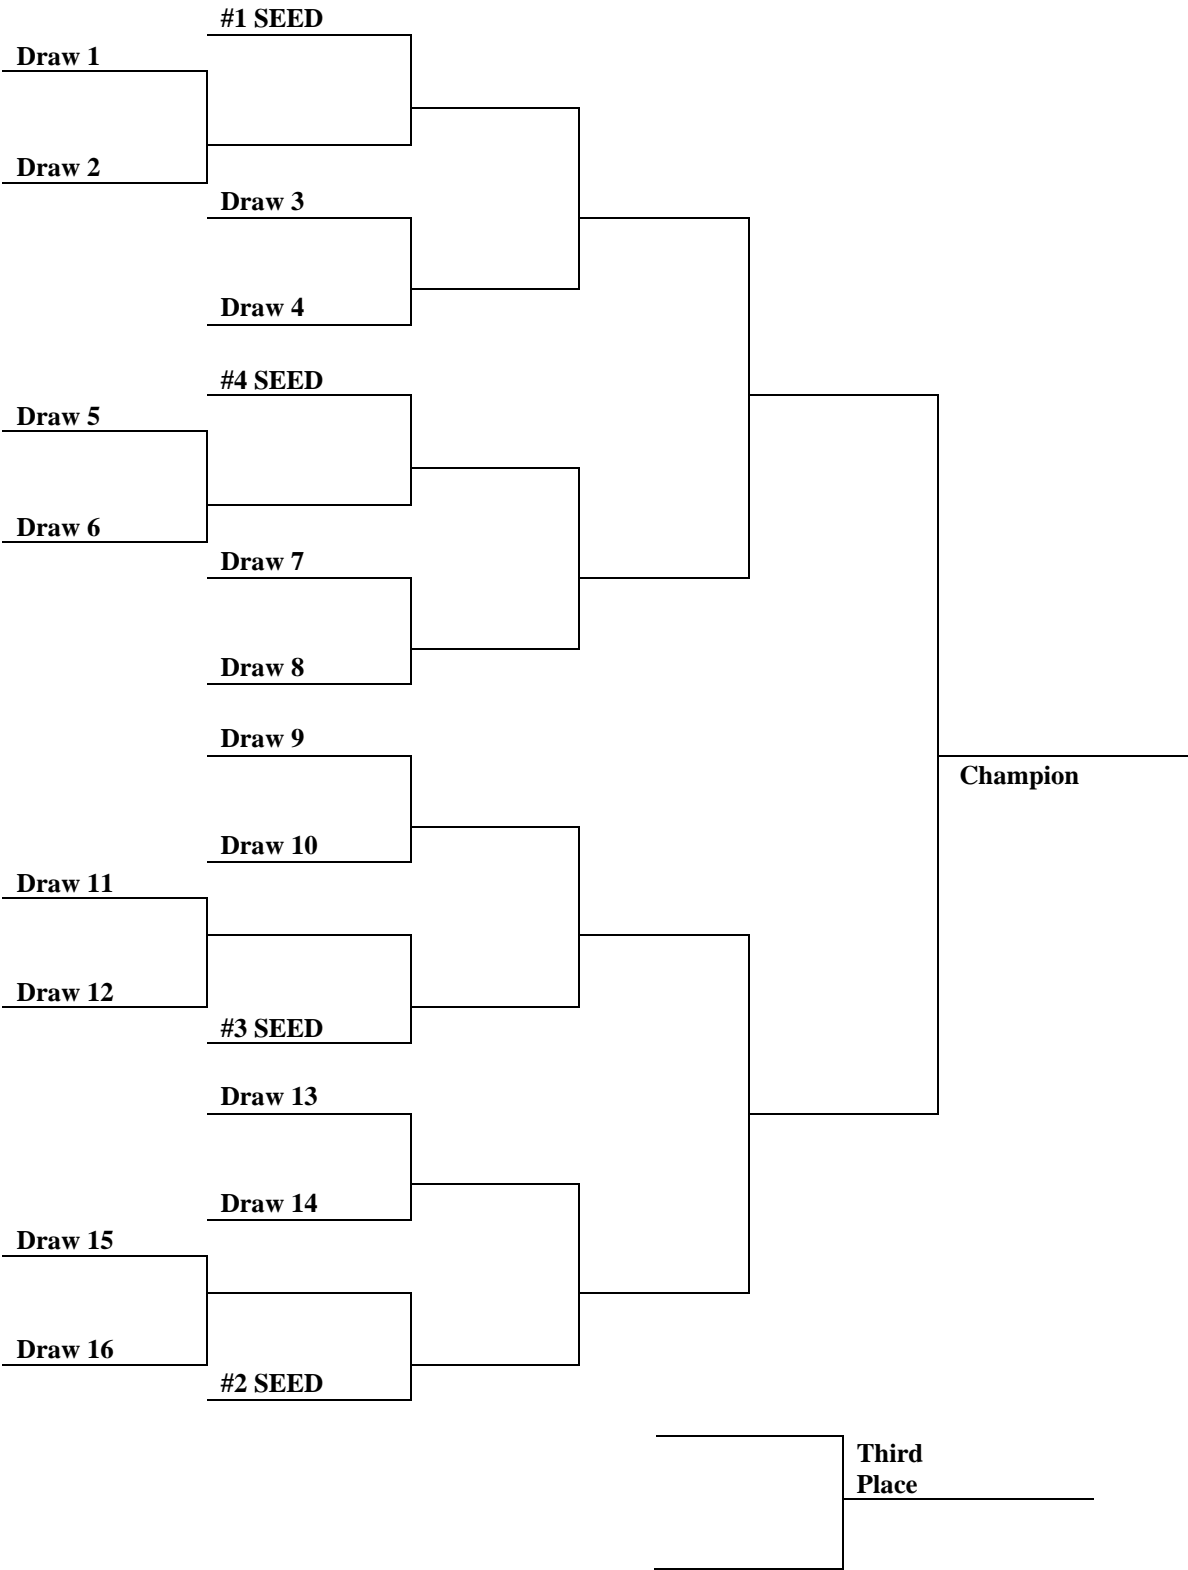 #1 SEED
Draw 1
Draw 2
Draw 3
Draw 4
#4 SEED
Draw 5
Draw 6
Draw 7
Draw 8
Draw 9
Champion
Draw 10
Draw 11
Draw 12
#3 SEED
Draw 13
Draw 14
Draw 15
Draw 16
#2 SEED
Third
Place